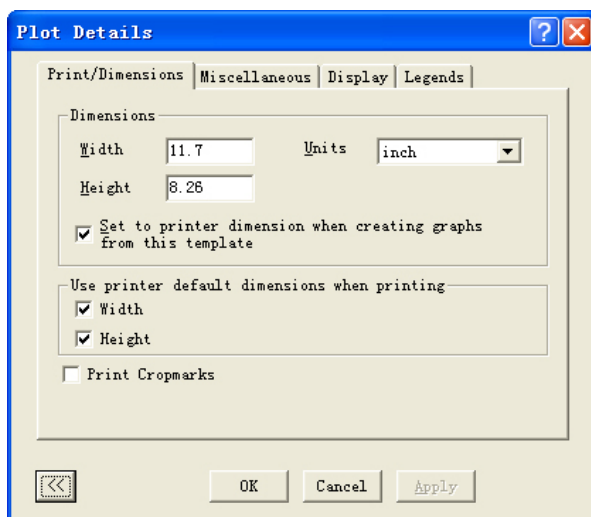 Plot Details
Print/Dimensions Miscellaneous Display Legends
Dimensions
Width 11.7 Units inch
Height 8.26
Set to printer dimension when creating graphs
from this template
Use printer default dimensions when printing
Width
Height
Print Cropmarks
<< OK Cancel Apply